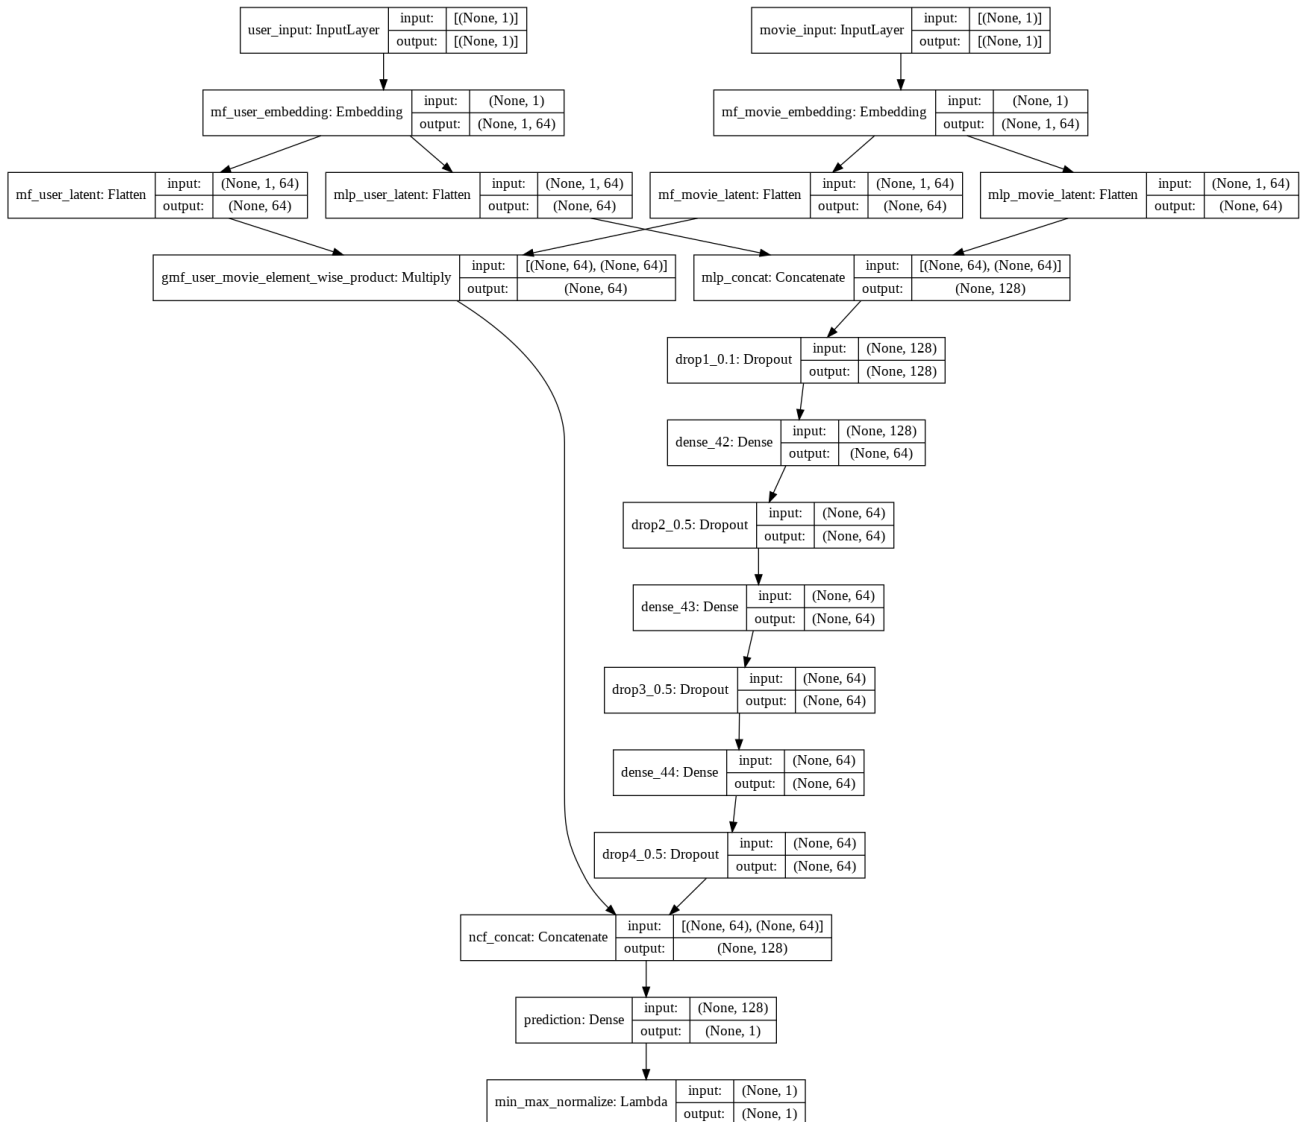 user_input: InputLayer
input: [(None, 1)]
output: [(None, 1)]
movie_input: InputLayer
input: [(None, 1)]
output: [(None, 1)]
mf_user_embedding: Embedding
input: (None, 1)
output: (None, 1, 64)
mf_movie_embedding: Embedding
input: (None, 1)
output: (None, 1, 64)
mf_user_latent: Flatten
input: (None, 1, 64)
output: (None, 64)
mlp_user_latent: Flatten
input: (None, 1, 64)
output: (None, 64)
mf_movie_latent: Flatten
input: (None, 1, 64)
output: (None, 64)
mlp_movie_latent: Flatten
input: (None, 1, 64)
output: (None, 64)
gmf_user_movie_element_wise_product: Multiply
input: [(None, 64), (None, 64)]
output: (None, 64)
mlp_concat: Concatenate
input: [(None, 64), (None, 64)]
output: (None, 128)
drop1_0.1: Dropout
input: (None, 128)
output: (None, 128)
dense_42: Dense
input: (None, 128)
output: (None, 64)
drop2_0.5: Dropout
input: (None, 64)
output: (None, 64)
dense_43: Dense
input: (None, 64)
output: (None, 64)
drop3_0.5: Dropout
input: (None, 64)
output: (None, 64)
dense_44: Dense
input: (None, 64)
output: (None, 64)
drop4_0.5: Dropout
input: (None, 64)
output: (None, 64)
ncf_concat: Concatenate
input: [(None, 64), (None, 64)]
output: (None, 128)
prediction: Dense
input: (None, 128)
output: (None, 1)
min_max_normalize: Lambda
input: (None, 1)
output: (None, 1)